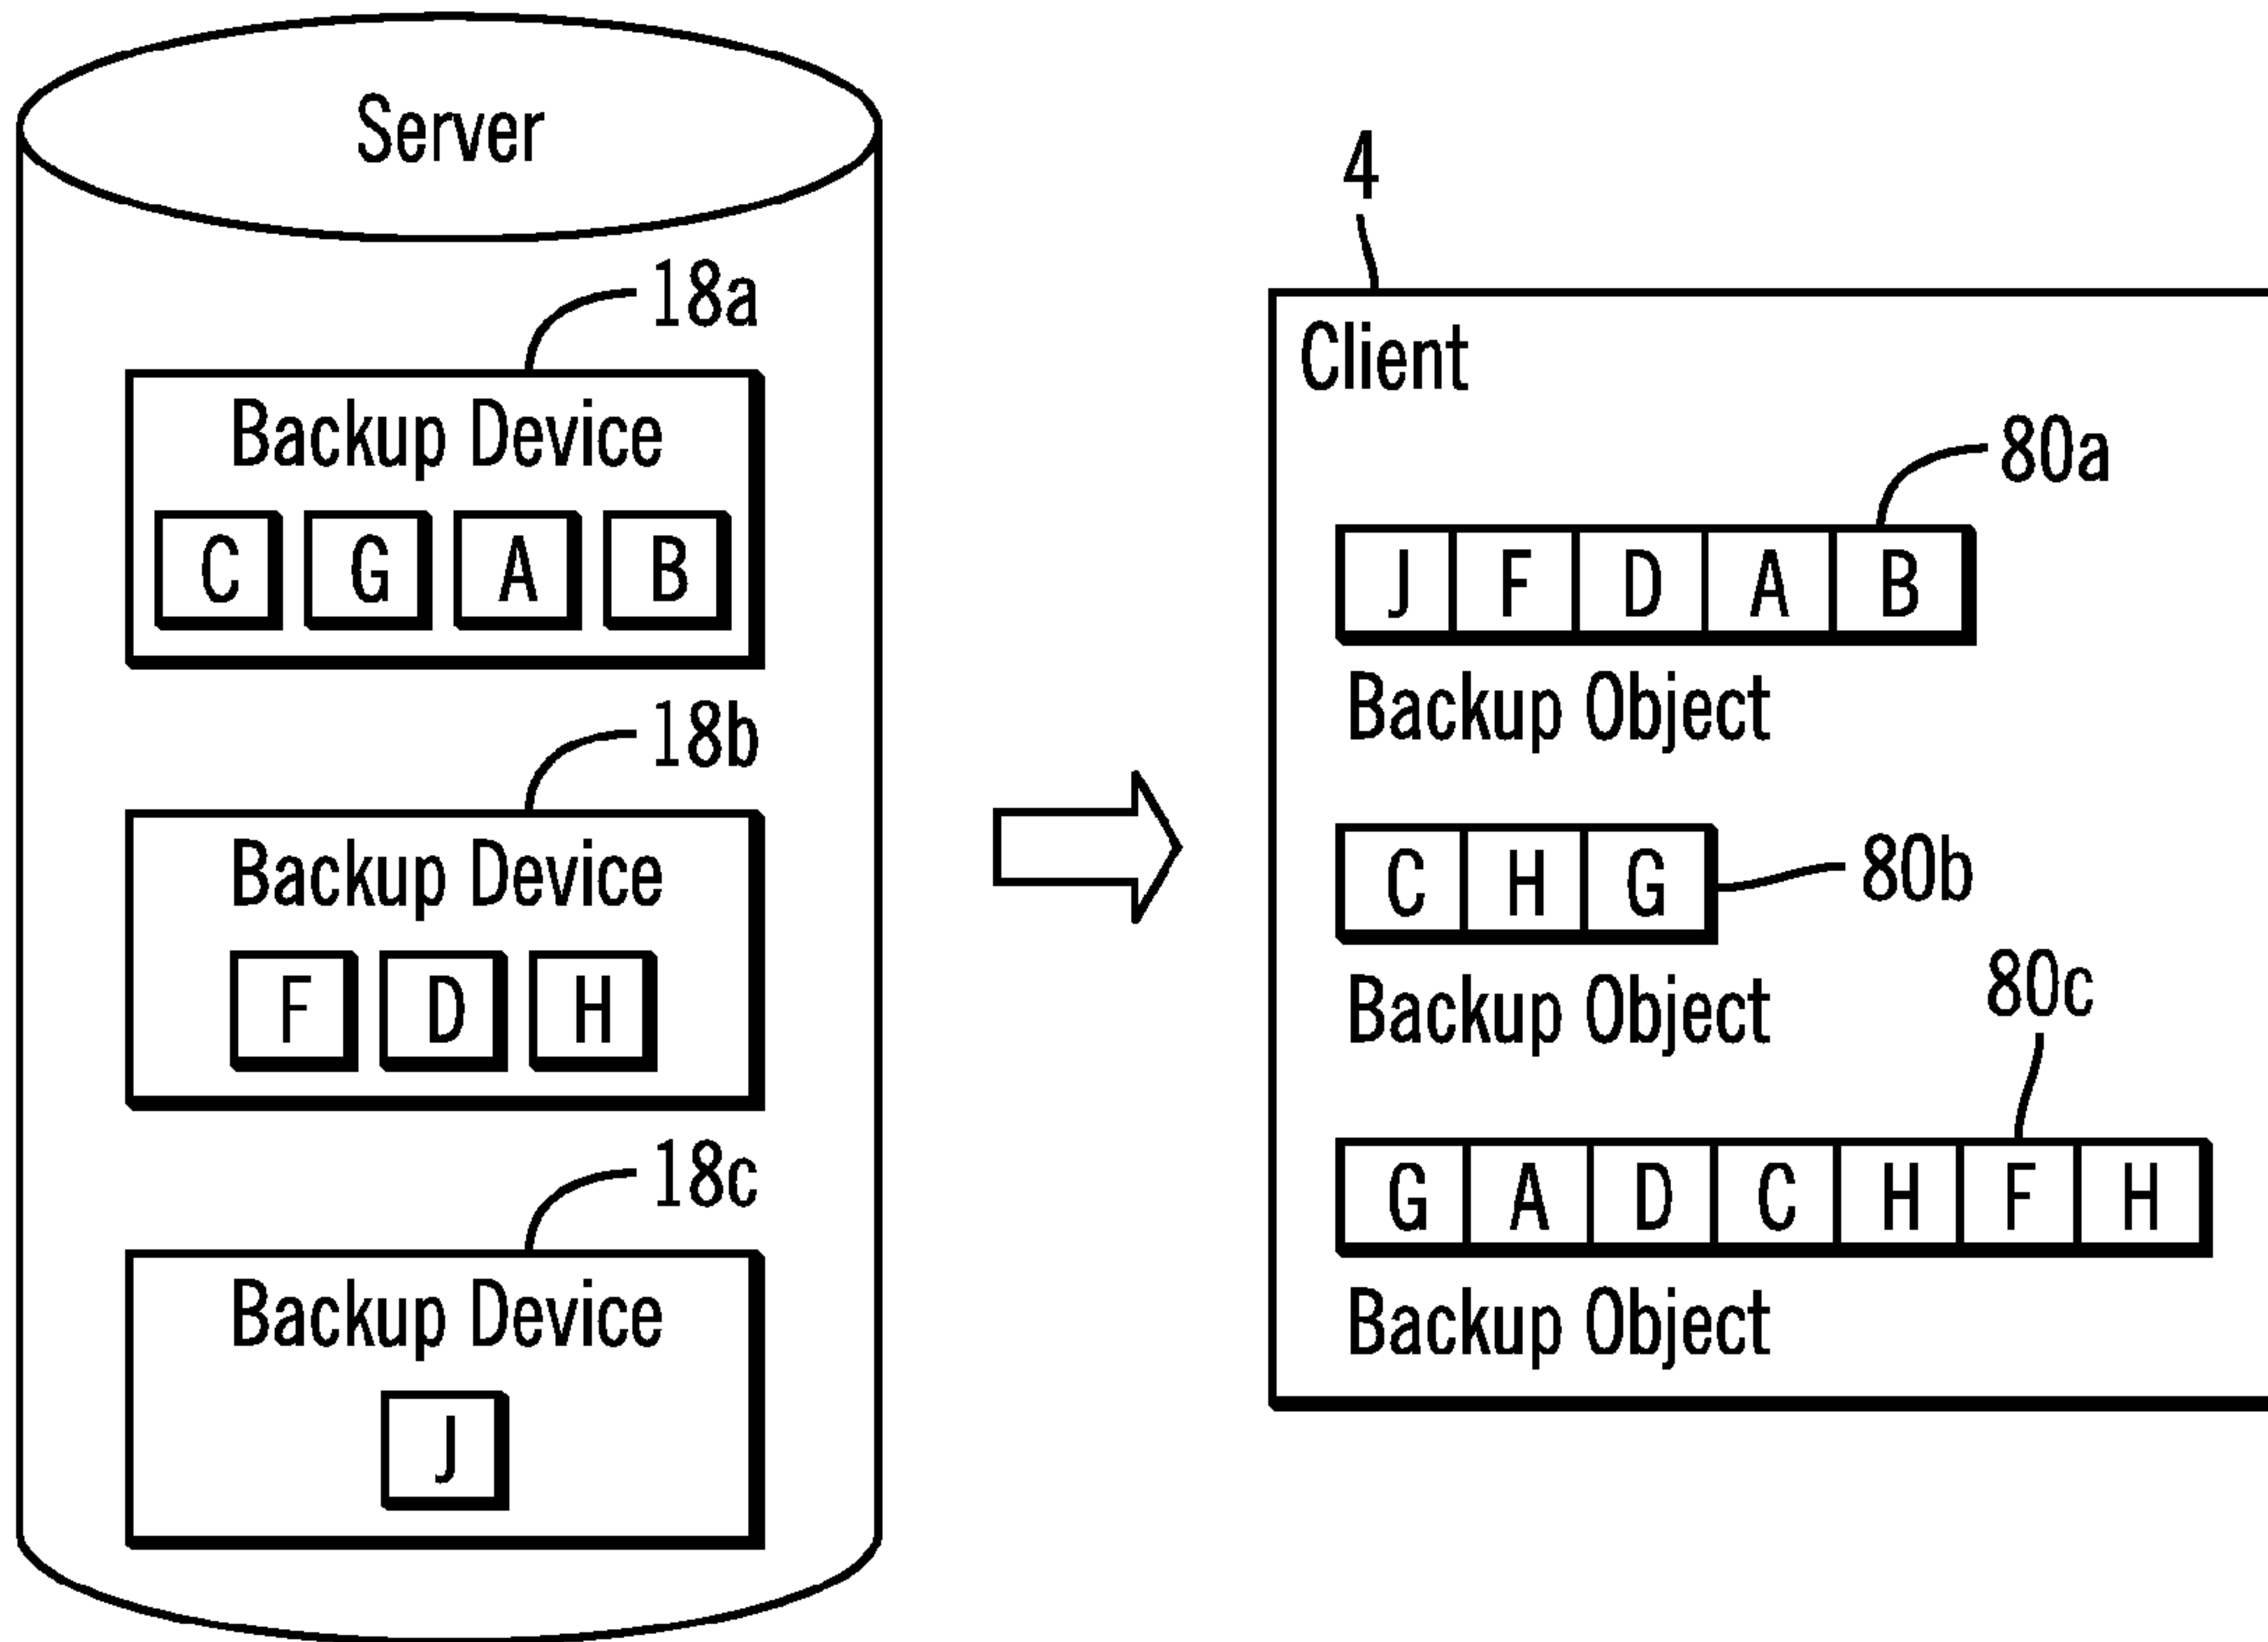 Server
18a
Backup Device
C G A B
18b
Backup Device
F D H
18c
Backup Device
J
4
Client
80a
J F D A B
Backup Object
C H G
80b
Backup Object
80c
G A D C H F H
Backup Object